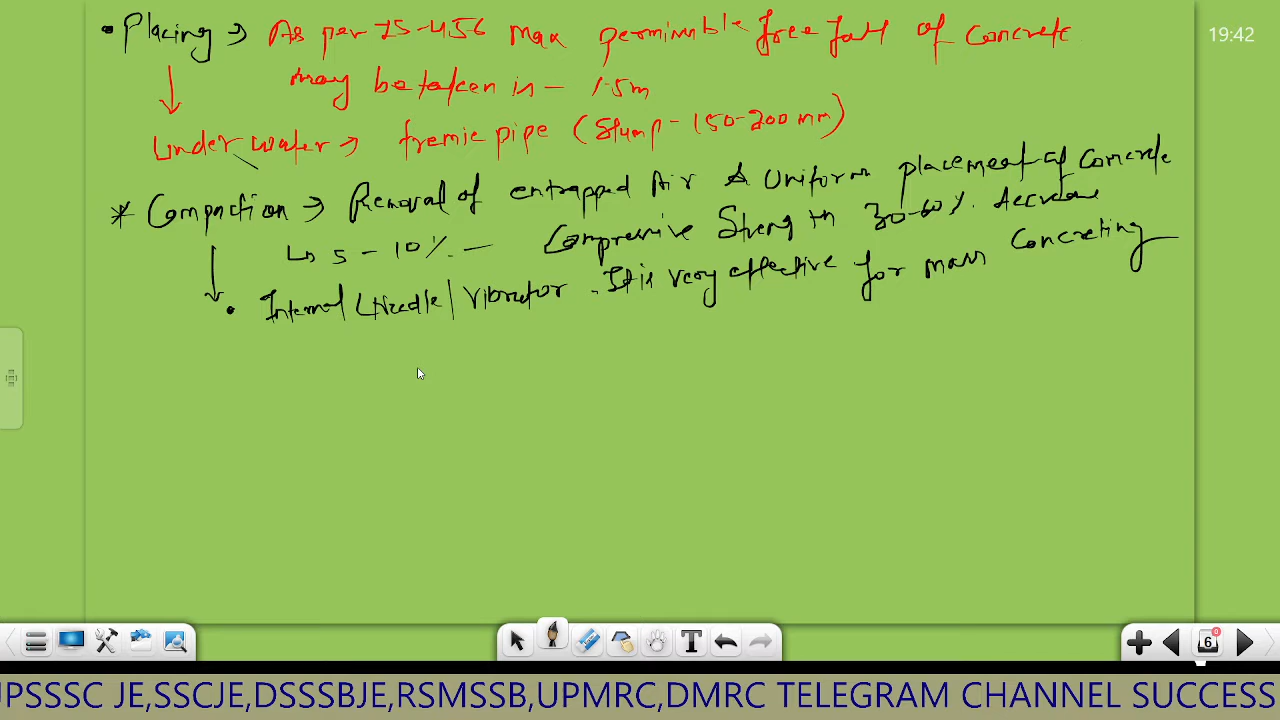 • Placing → As per IS-456 max permissible free fall of concrete
19:42
may be taken is - 1.5m
Under water → tremie pipe (Slump - 150-200 mm)
* Compaction → Removal of entrapped Air & Uniform placement of concrete
↳ 5 - 10% — Compressive Strength 30-60% decrease
• Internal (Needle) Vibrator . It is very effective for mass concreting
6
UPSSSC JE,SSCJE,DSSSBJE,RSMSSB,UPMRC,DMRC TELEGRAM CHANNEL SUCCESS